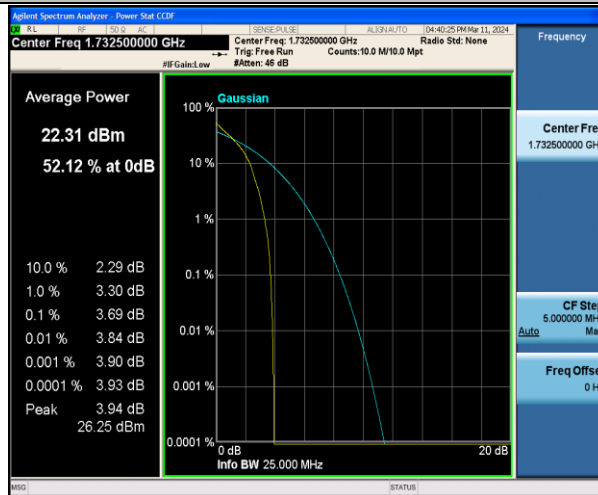 Agilent Spectrum Analyzer - Power Stat CCDF
RL RF 50 Ω AC SENSE:PULSE ALIGN AUTO 04:40:25 PM Mar 11, 2024
Center Freq 1.732500000 GHz
Center Freq: 1.732500000 GHz Radio Std: None
Trig: Free Run Counts:10.0 M/10.0 Mpt
#IFGain:Low #Atten: 46 dB
Frequency
Average Power
22.31 dBm
52.12 % at 0dB
10.0 % 2.29 dB
1.0 % 3.30 dB
0.1 % 3.69 dB
0.01 % 3.84 dB
0.001 % 3.90 dB
0.0001 % 3.93 dB
Peak 3.94 dB
26.25 dBm
Gaussian
100 %
10 %
1 %
0.1 %
0.01 %
0.001 %
0.0001 %
0 dB 20 dB
Info BW 25.000 MHz
Center Fre
1.732500000 GH
CF Ste
5.000000 MH
Auto Ma
Freq Offse
0 H
MSG STATUS